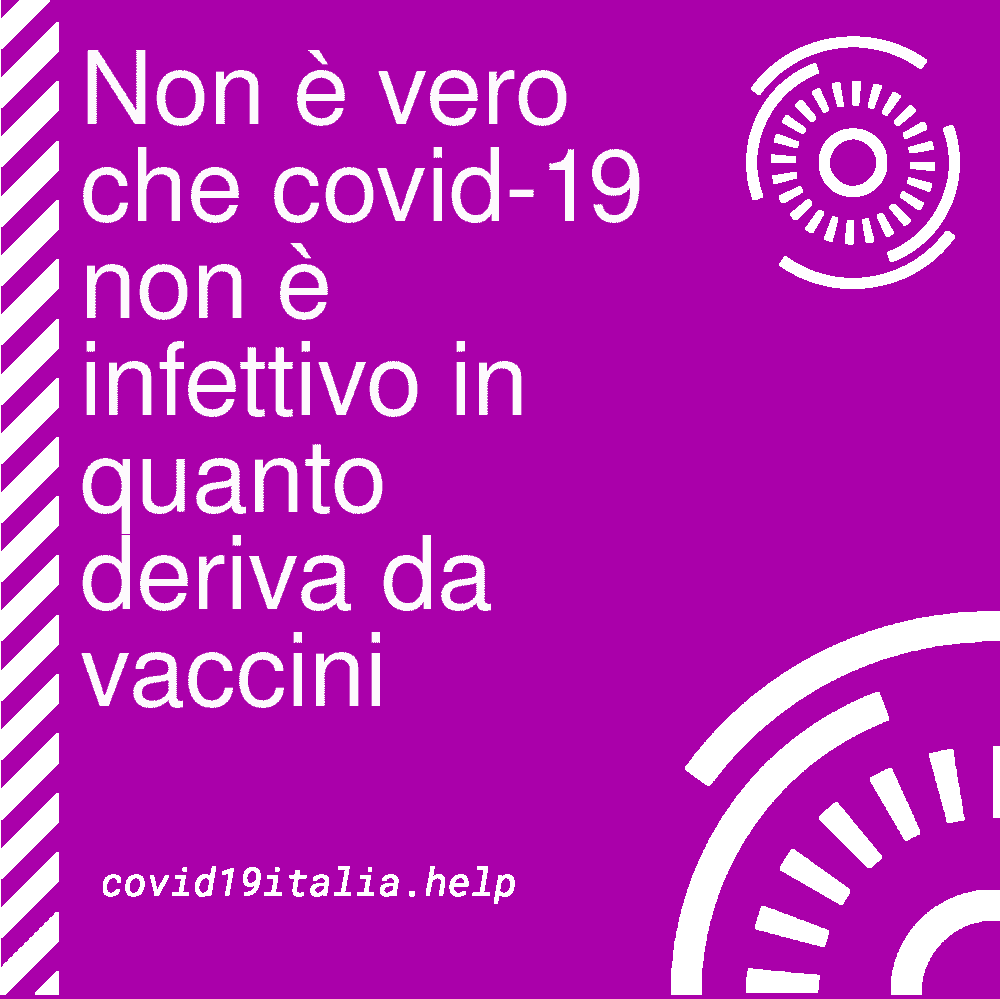 Non è vero
che covid-19
non è
infettivo in
quanto
deriva da
vaccini
covid19italia.help